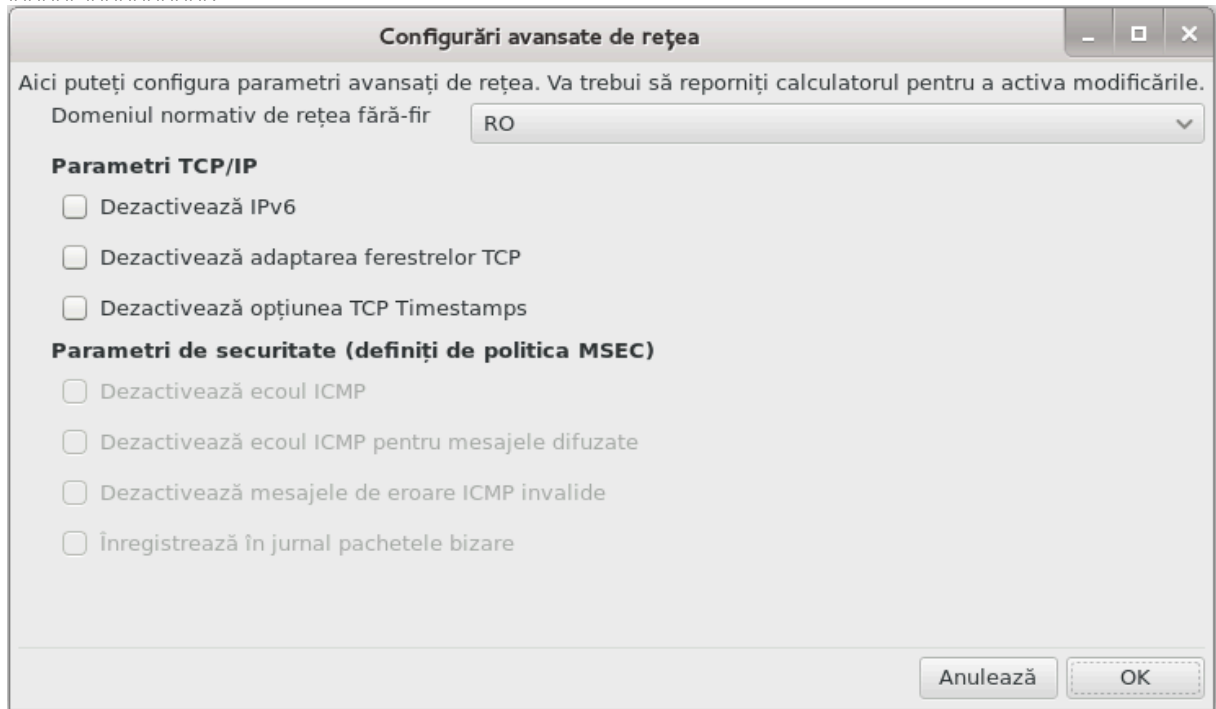 Configurări avansate de rețea
Aici puteți configura parametri avansați de rețea. Va trebui să reporniți calculatorul pentru a activa modificările.
Domeniul normativ de rețea fără-fir
RO
Parametri TCP/IP
Dezactivează IPv6
Dezactivează adaptarea ferestrelor TCP
Dezactivează opțiunea TCP Timestamps
Parametri de securitate (definiți de politica MSEC)
Dezactivează ecoul ICMP
Dezactivează ecoul ICMP pentru mesajele difuzate
Dezactivează mesajele de eroare ICMP invalide
Înregistrează în jurnal pachetele bizare
Anulează
OK